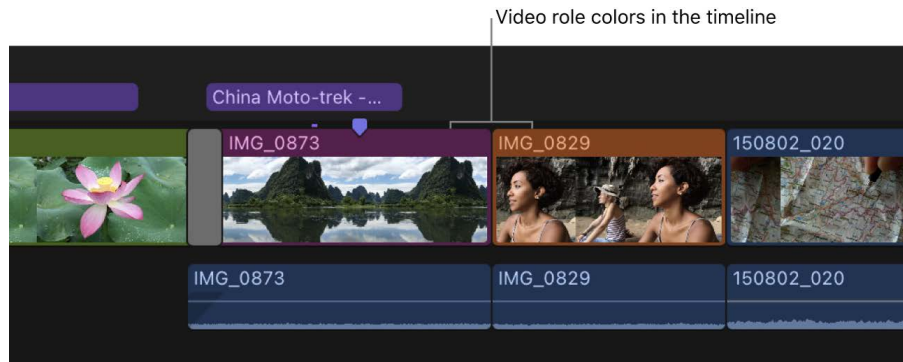 Video role colors in the timeline
China Moto-trek -...
IMG_0873
IMG_0829
150802_020
IMG_0873
IMG_0829
150802_020